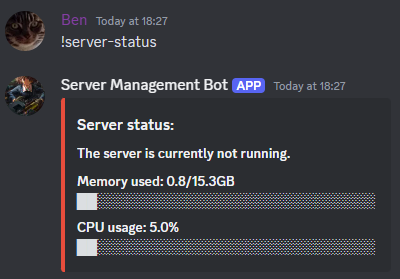 Ben Today at 18:27
!server-status
Server Management Bot APP Today at 18:27
Server status:
The server is currently not running.
Memory used: 0.8/15.3GB
CPU usage: 5.0%